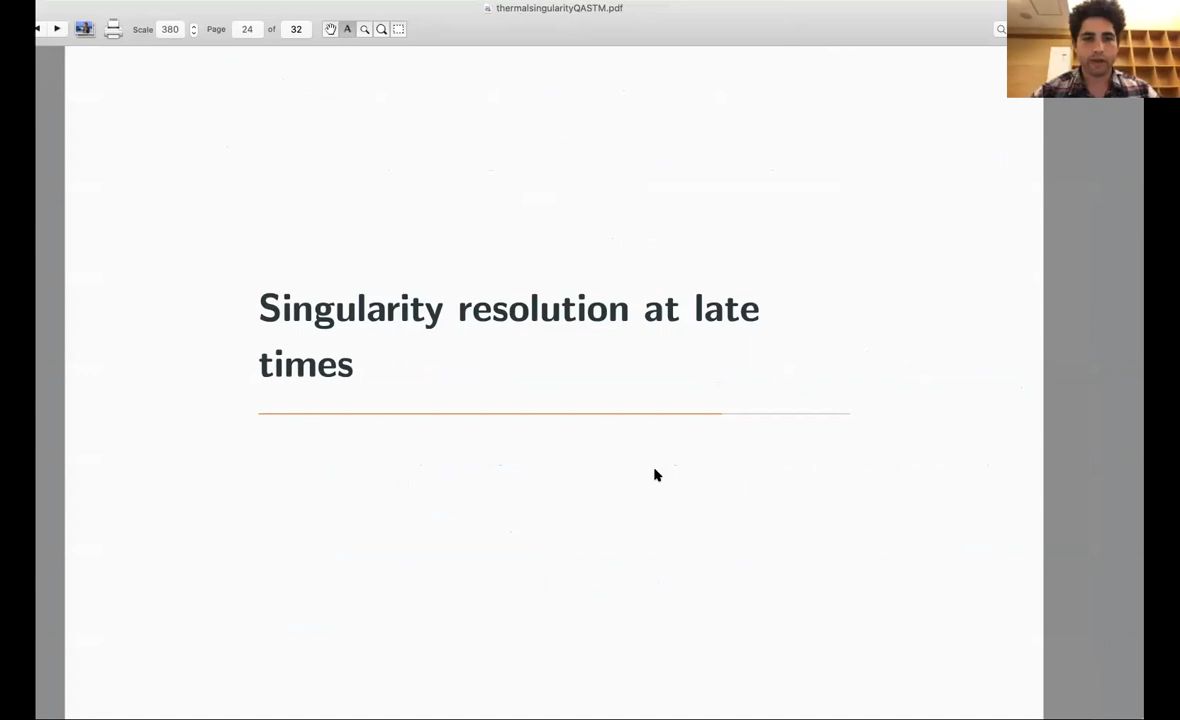 thermalsingularityQASTM.pdf
Scale 380 Page 24 of 32 A
Singularity resolution at late
times